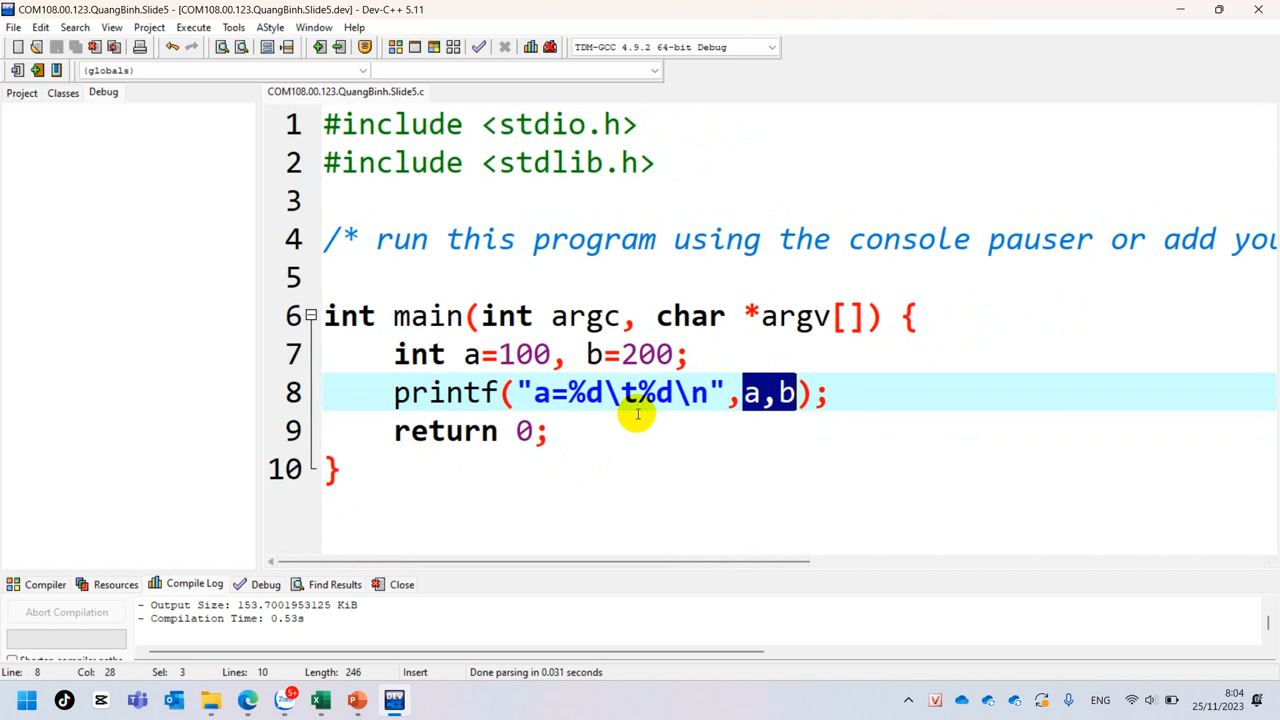 COM108.00.123.QuangBinh.Slide5 - [COM108.00.123.QuangBinh.Slide5.dev] - Dev-C++ 5.11
File Edit Search View Project Execute Tools AStyle Window Help
TDM-GCC 4.9.2 64-bit Debug
(globals)
Project Classes Debug
COM108.00.123.QuangBinh.Slide5.c
1 #include <stdio.h>
2 #include <stdlib.h>
3
4 /* run this program using the console pauser or add you
5
6 int main(int argc, char *argv[]) {
7 int a=100, b=200;
8 printf("a=%d\t%d\n",a,b);
9 return 0;
10 }
Compiler Resources Compile Log Debug Find Results Close
Abort Compilation
- Output Size: 153.7001953125 KiB
- Compilation Time: 0.53s
Shorten compiler paths
Line: 8 Col: 28 Sel: 3 Lines: 10 Length: 246 Insert Done parsing in 0.031 seconds
5+
Zalo
V
ENG
8:04
25/11/2023